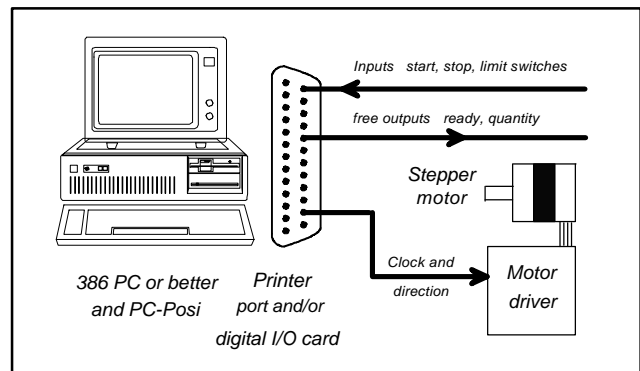 Inputs start, stop, limit switches
free outputs ready, quantity
Stepper
motor
Clock and
direction
Motor
driver
386 PC or better
and PC-Posi
Printer
port and/or
digital I/O card